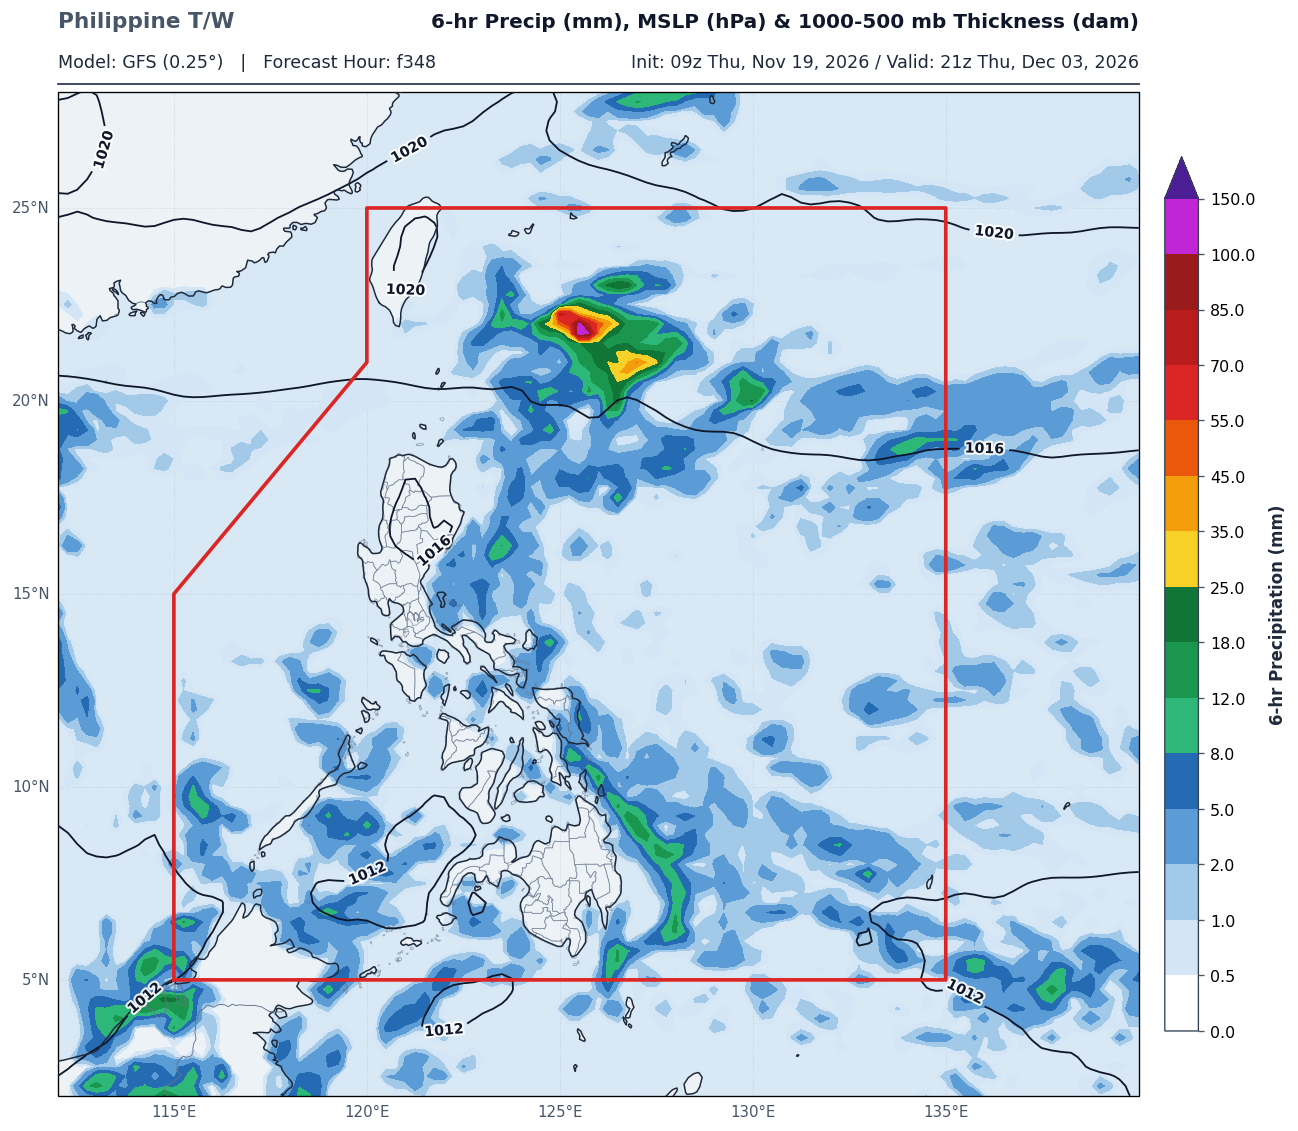 Philippine T/W
6-hr Precip (mm), MSLP (hPa) & 1000-500 mb Thickness (dam)
Model: GFS (0.25°) | Forecast Hour: f348
Init: 09z Thu, Nov 19, 2026 / Valid: 21z Thu, Dec 03, 2026
1020
1020
1020
1020
1016
1016
1012
1012
1012
1012
25°N
20°N
15°N
10°N
5°N
115°E
120°E
125°E
130°E
135°E
150.0
100.0
85.0
70.0
55.0
45.0
35.0
25.0
18.0
12.0
8.0
5.0
2.0
1.0
0.5
0.0
6-hr Precipitation (mm)